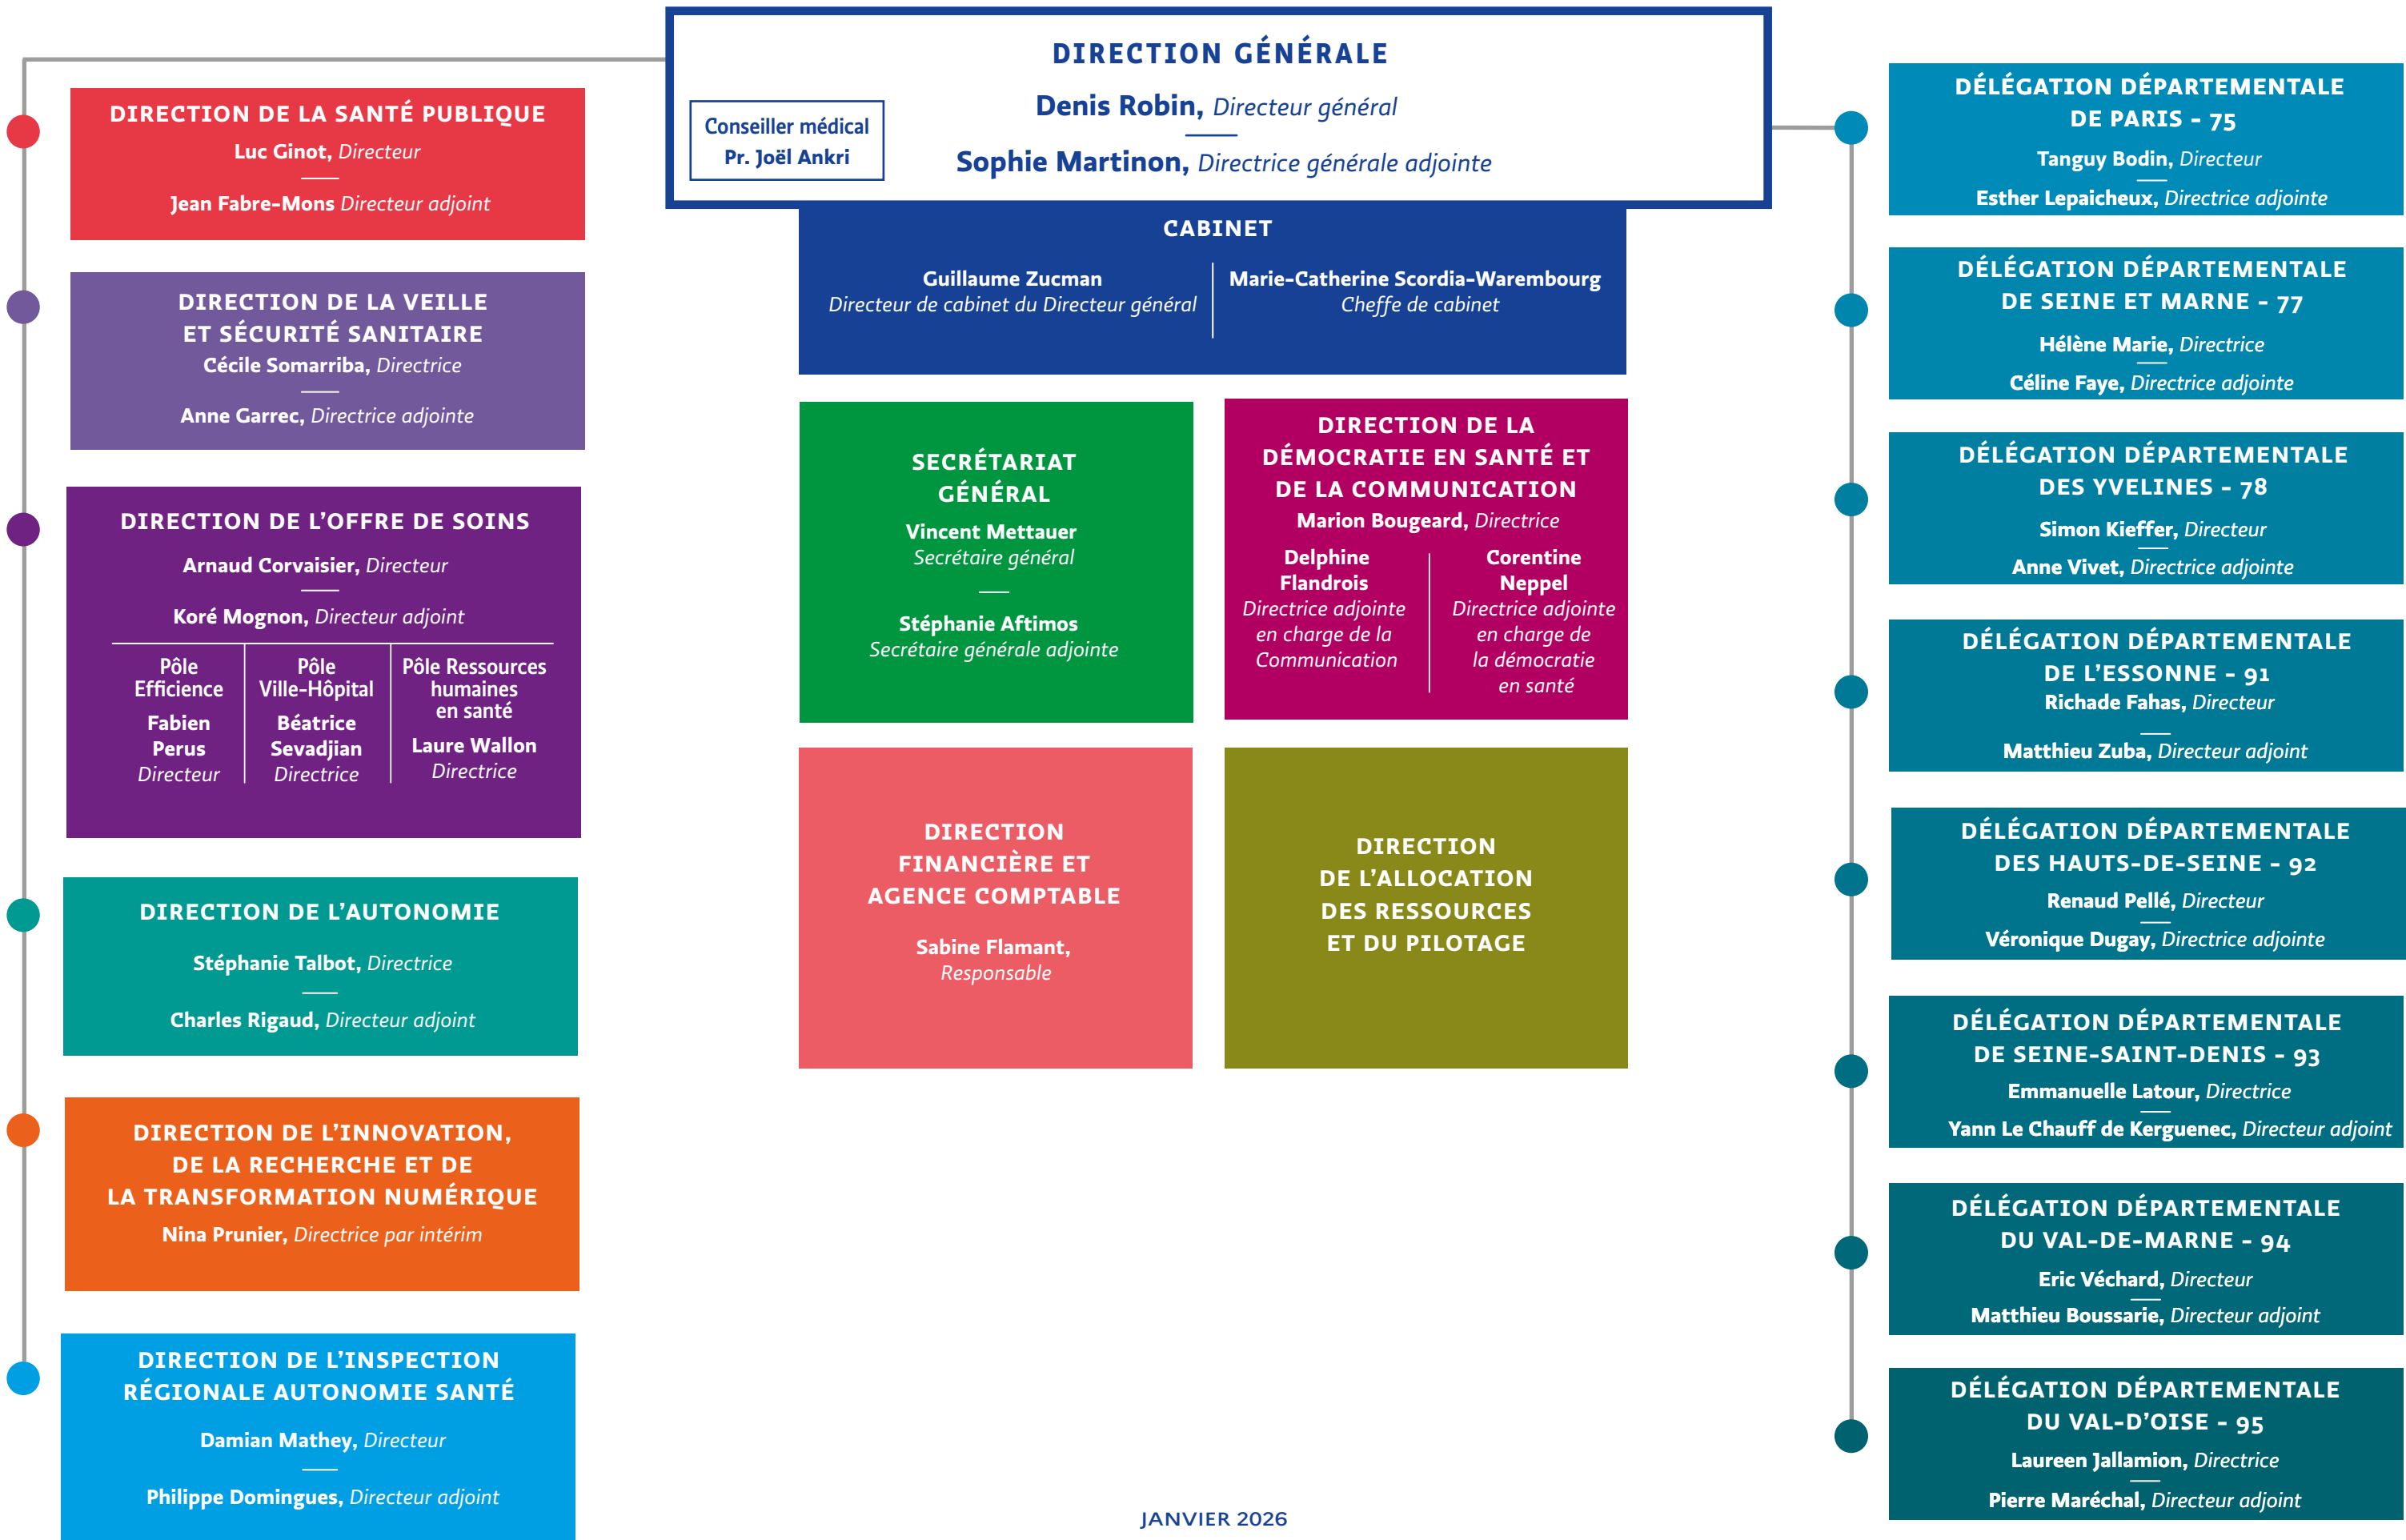 DIRECTION GÉNÉRALE
Denis Robin, Directeur général
Sophie Martinon, Directrice générale adjointe
Conseiller médical
Pr. Joël Ankri
CABINET
Guillaume Zucman
Directeur de cabinet du Directeur général
Marie-Catherine Scordia-Warembourg
Cheffe de cabinet
DIRECTION DE LA SANTÉ PUBLIQUE
Luc Ginot, Directeur
Jean Fabre-Mons Directeur adjoint
DIRECTION DE LA VEILLE
ET SÉCURITÉ SANITAIRE
Cécile Somarriba, Directrice
Anne Garrec, Directrice adjointe
DIRECTION DE L'OFFRE DE SOINS
Arnaud Corvaisier, Directeur
Koré Mognon, Directeur adjoint
Pôle
Efficience
Fabien
Perus
Directeur
Pôle
Ville-Hôpital
Béatrice
Sevadjian
Directrice
Pôle Ressources
humaines
en santé
Laure Wallon
Directrice
DIRECTION DE L'AUTONOMIE
Stéphanie Talbot, Directrice
Charles Rigaud, Directeur adjoint
DIRECTION DE L'INNOVATION,
DE LA RECHERCHE ET DE
LA TRANSFORMATION NUMÉRIQUE
Nina Prunier, Directrice par intérim
DIRECTION DE L'INSPECTION
RÉGIONALE AUTONOMIE SANTÉ
Damian Mathey, Directeur
Philippe Domingues, Directeur adjoint
SECRÉTARIAT
GÉNÉRAL
Vincent Mettauer
Secrétaire général
Stéphanie Aftimos
Secrétaire générale adjointe
DIRECTION DE LA
DÉMOCRATIE EN SANTÉ ET
DE LA COMMUNICATION
Marion Bougeard, Directrice
Delphine
Flandrois
Directrice adjointe
en charge de la
Communication
Corentine
Neppel
Directrice adjointe
en charge de
la démocratie
en santé
DIRECTION
FINANCIÈRE ET
AGENCE COMPTABLE
Sabine Flamant,
Responsable
DIRECTION
DE L'ALLOCATION
DES RESSOURCES
ET DU PILOTAGE
DÉLÉGATION DÉPARTEMENTALE
DE PARIS - 75
Tanguy Bodin, Directeur
Esther Lepaicheux, Directrice adjointe
DÉLÉGATION DÉPARTEMENTALE
DE SEINE ET MARNE - 77
Hélène Marie, Directrice
Céline Faye, Directrice adjointe
DÉLÉGATION DÉPARTEMENTALE
DES YVELINES - 78
Simon Kieffer, Directeur
Anne Vivet, Directrice adjointe
DÉLÉGATION DÉPARTEMENTALE
DE L'ESSONNE - 91
Richade Fahas, Directeur
Matthieu Zuba, Directeur adjoint
DÉLÉGATION DÉPARTEMENTALE
DES HAUTS-DE-SEINE - 92
Renaud Pellé, Directeur
Véronique Dugay, Directrice adjointe
DÉLÉGATION DÉPARTEMENTALE
DE SEINE-SAINT-DENIS - 93
Emmanuelle Latour, Directrice
Yann Le Chauff de Kerguenec, Directeur adjoint
DÉLÉGATION DÉPARTEMENTALE
DU VAL-DE-MARNE - 94
Eric Véchard, Directeur
Matthieu Boussarie, Directeur adjoint
DÉLÉGATION DÉPARTEMENTALE
DU VAL-D'OISE - 95
Laureen Jallamion, Directrice
Pierre Maréchal, Directeur adjoint
JANVIER 2026